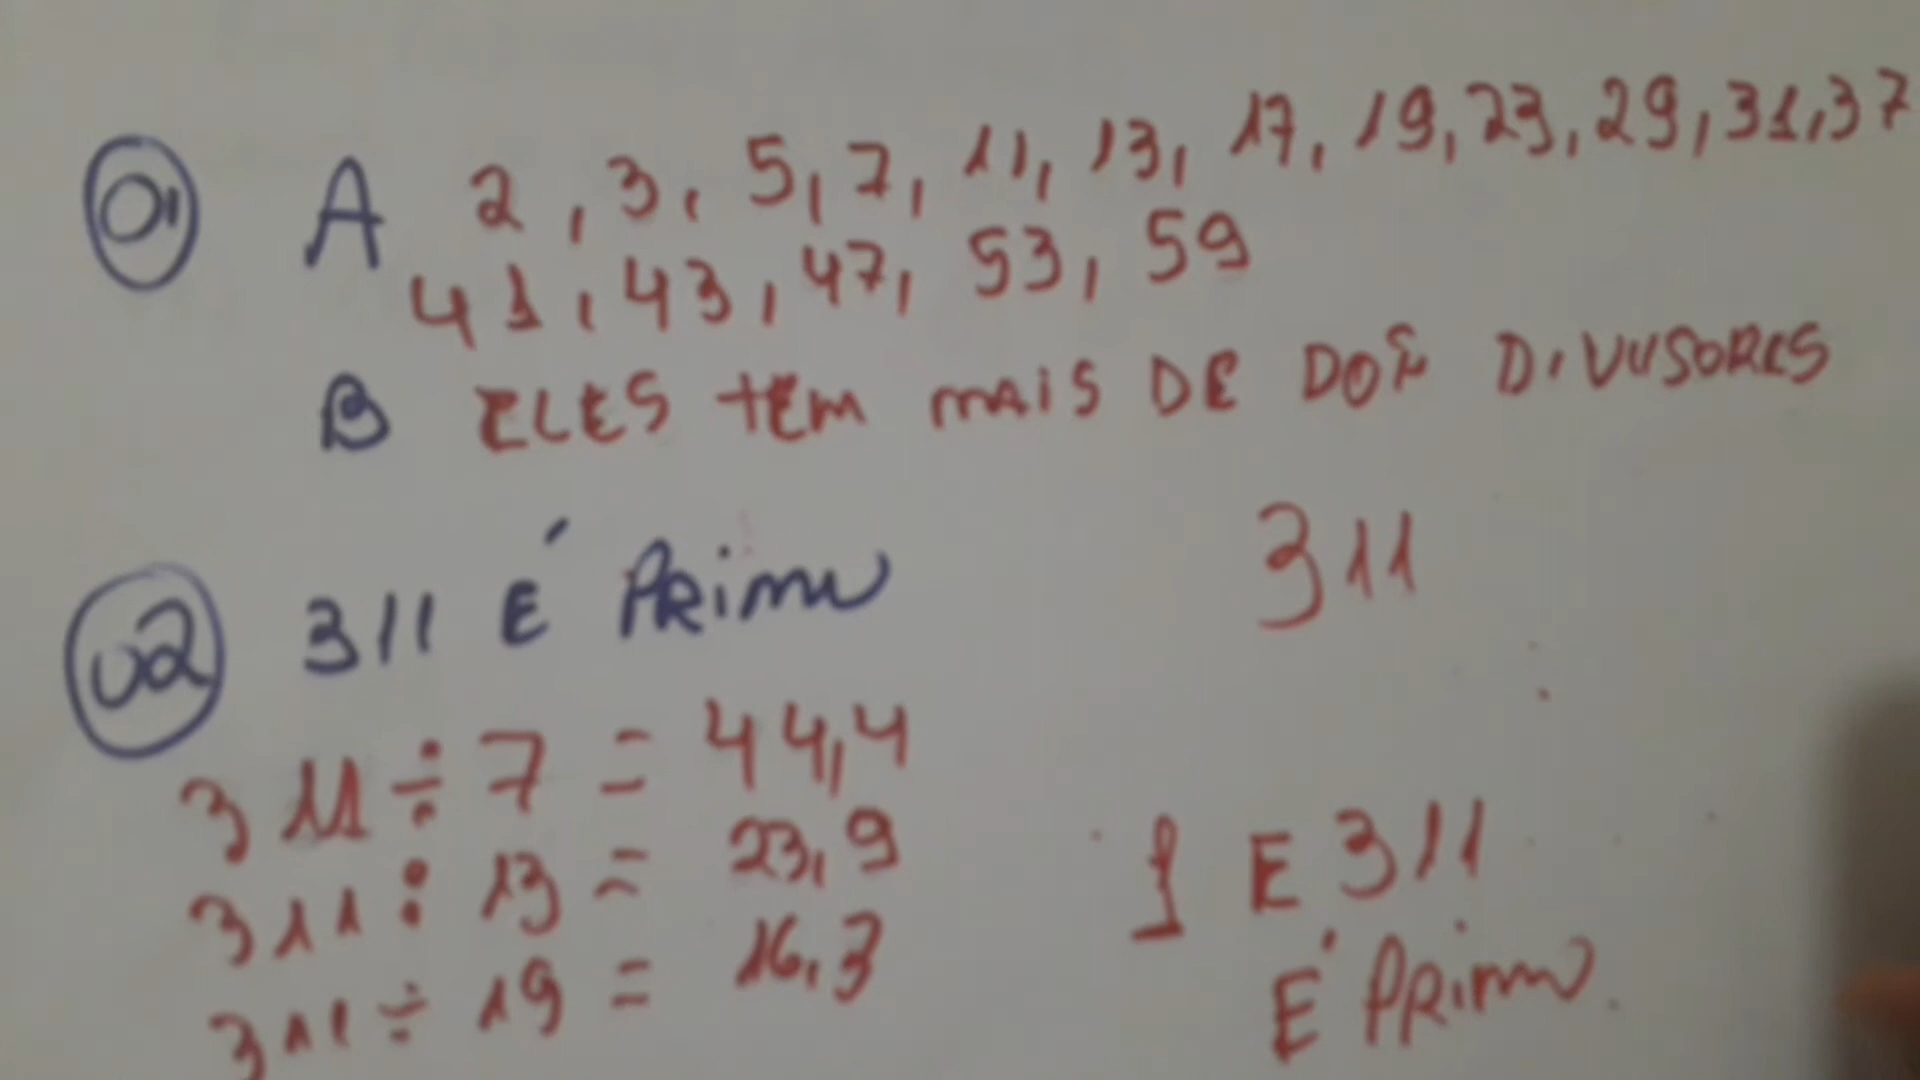 01 A 2, 3, 5, 7, 11, 13, 17, 19, 23, 29, 31, 37
41, 43, 47, 53, 59
B ELES TEM MAIS DE DOIS DIVISORES
02 311 É PRIMO 311
311 ÷ 7 = 44,4
311 : 13 = 23,9
1 E 311
311 ÷ 19 = 16,3
É PRIMO.